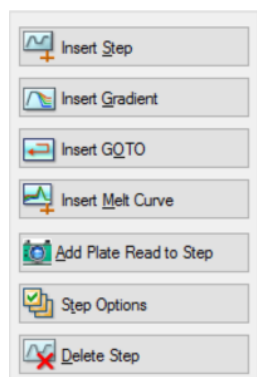 Insert Step
Insert Gradient
Insert GOTO
Insert Melt Curve
Add Plate Read to Step
Step Options
Delete Step